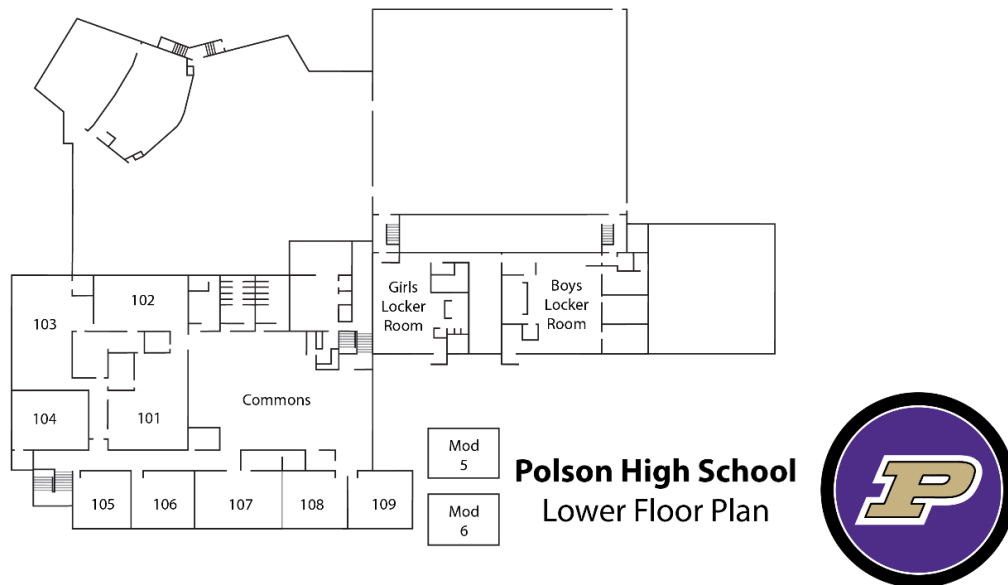 102
103
Girls
Locker
Room
Boys
Locker
Room
104
101
Commons
105
106
107
108
109
Mod
5
Mod
6
Polson High School
Lower Floor Plan
P